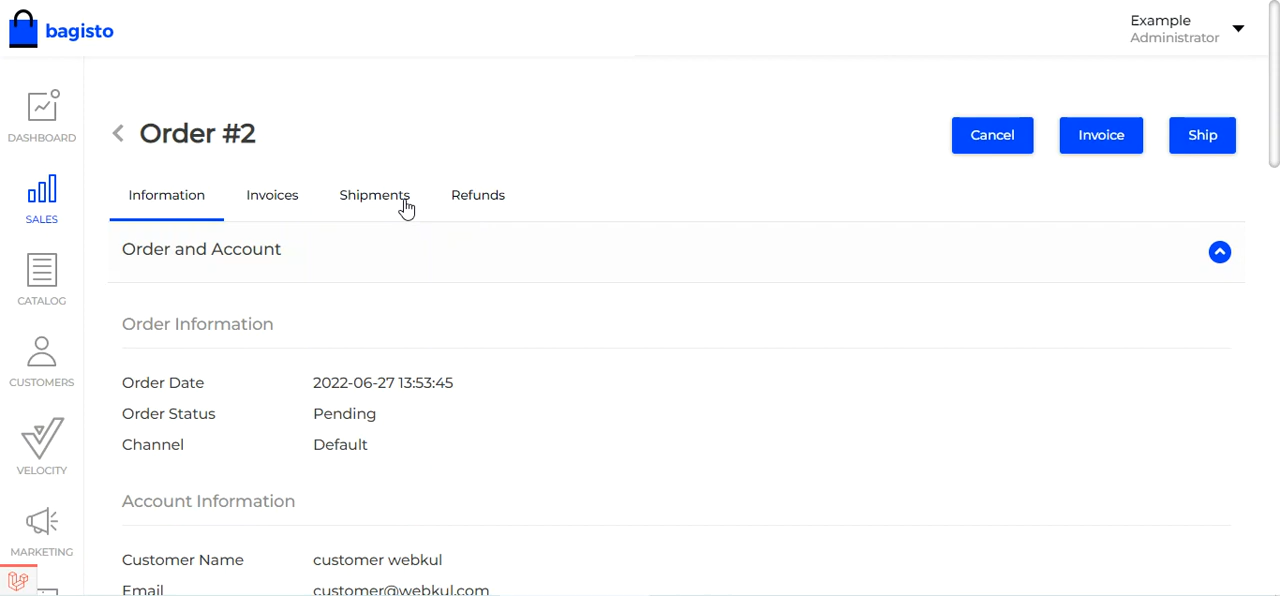 bagisto
Example
Administrator
DASHBOARD
SALES
CATALOG
CUSTOMERS
VELOCITY
MARKETING
Order #2
Cancel Invoice Ship
Information Invoices Shipments Refunds
Order and Account
Order Information
Order Date 2022-06-27 13:53:45
Order Status Pending
Channel Default
Account Information
Customer Name customer webkul
Email customer@webkul.com